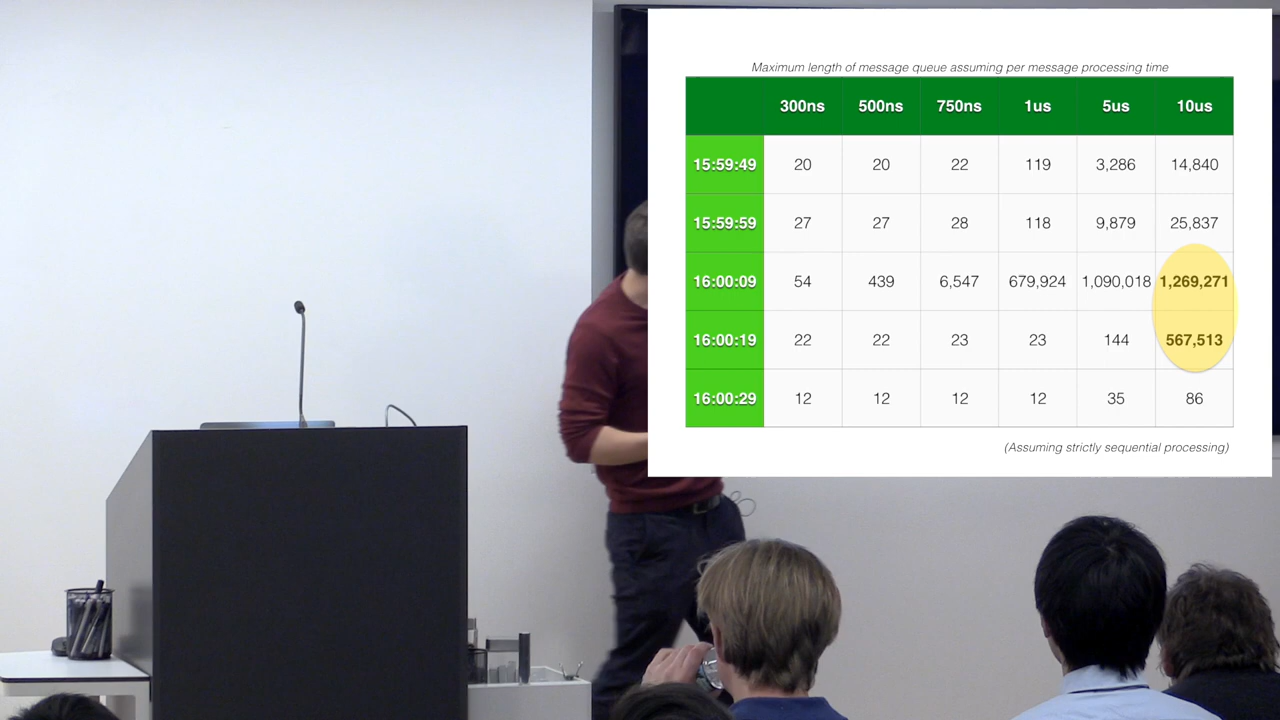 Maximum length of message queue assuming per message processing time
300ns 500ns 750ns 1us 5us 10us
15:59:49 20 20 22 119 3,286 14,840
15:59:59 27 27 28 118 9,879 25,837
16:00:09 54 439 6,547 679,924 1,090,018 1,269,271
16:00:19 22 22 23 23 144 567,513
16:00:29 12 12 12 12 35 86
(Assuming strictly sequential processing)